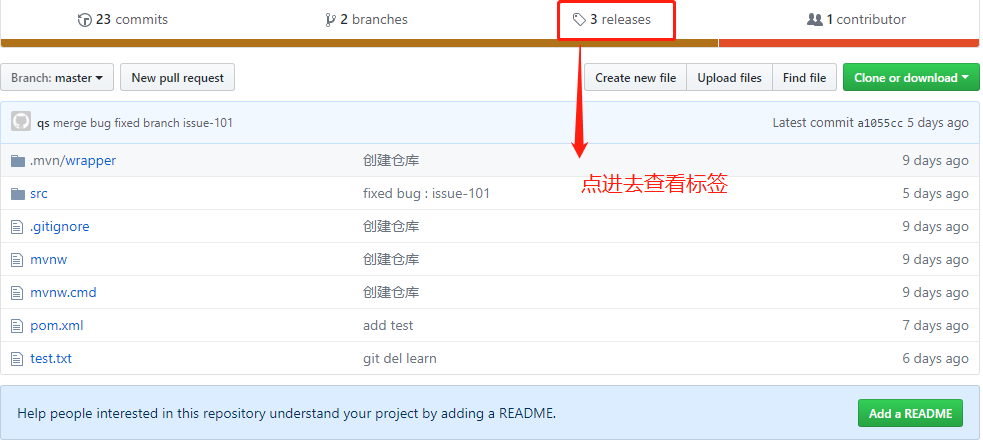 23 commits 2 branches 3 releases 1 contributor
Branch: master New pull request Create new file Upload files Find file Clone or download
qs merge bug fixed branch issue-101 Latest commit a1055cc 5 days ago
.mvn/wrapper 创建仓库 9 days ago
点进去查看标签
src fixed bug : issue-101 5 days ago
.gitignore 创建仓库 9 days ago
mvnw 创建仓库 9 days ago
mvnw.cmd 创建仓库 9 days ago
pom.xml add test 7 days ago
test.txt git del learn 6 days ago
Help people interested in this repository understand your project by adding a README. Add a README